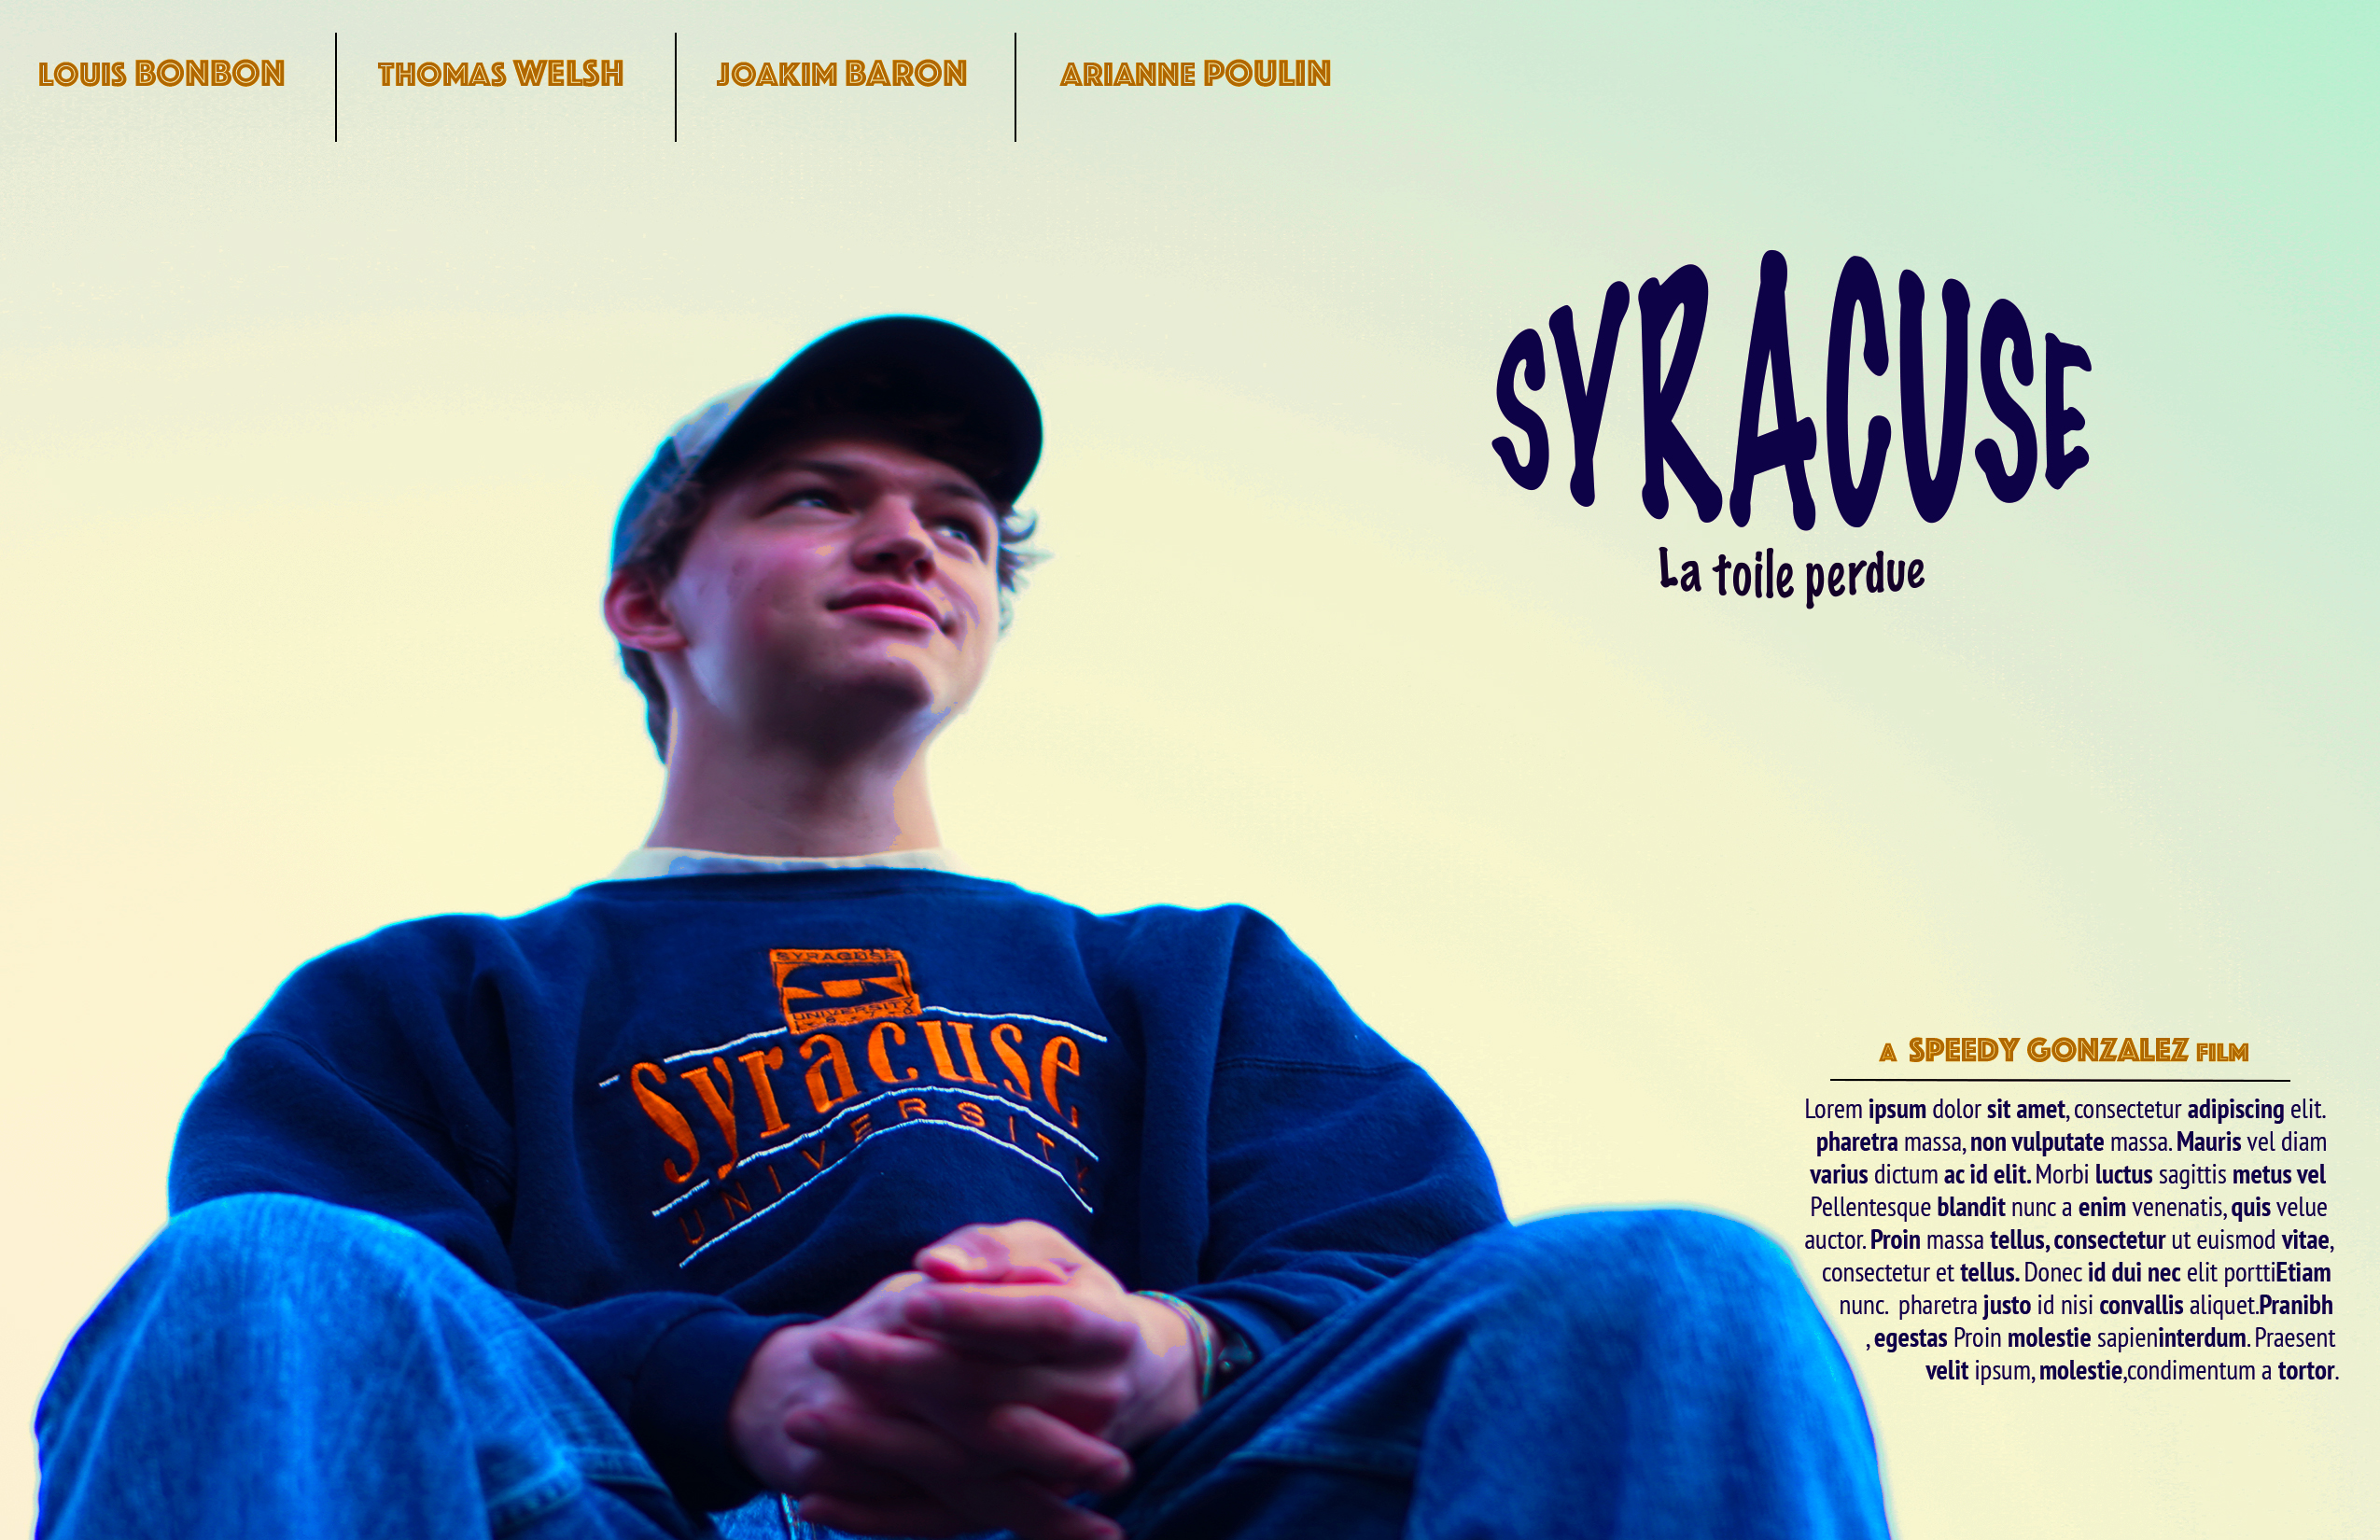 LOUIS BONBON
THOMAS WELSH
JOAKIM BARON
ARIANNE POULIN
SYRACUSE
La toile perdue
SYRACUSE
UNIVERSITY
Syracuse
UNIVERSITY
A SPEEDY GONZALEZ FILM
Lorem ipsum dolor sit amet, consectetur adipiscing elit.
pharetra massa, non vulputate massa. Mauris vel diam
varius dictum ac id elit. Morbi luctus sagittis metus vel
Pellentesque blandit nunc a enim venenatis, quis velue
auctor. Proin massa tellus, consectetur ut euismod vitae,
consectetur et tellus. Donec id dui nec elit porttiEtiam
nunc. pharetra justo id nisi convallis aliquet.Pranibh
, egestas Proin molestie sapieninterdum. Praesent
velit ipsum, molestie,condimentum a tortor.